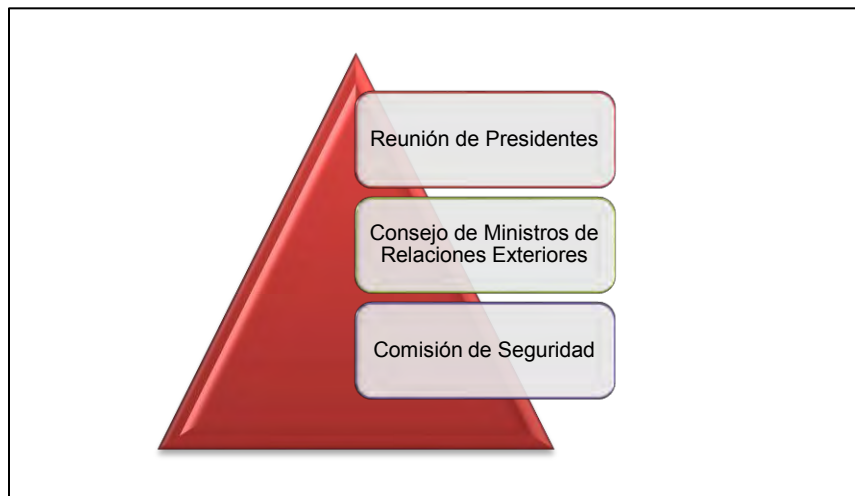 Reunión de Presidentes
Consejo de Ministros de
Relaciones Exteriores
Comisión de Seguridad